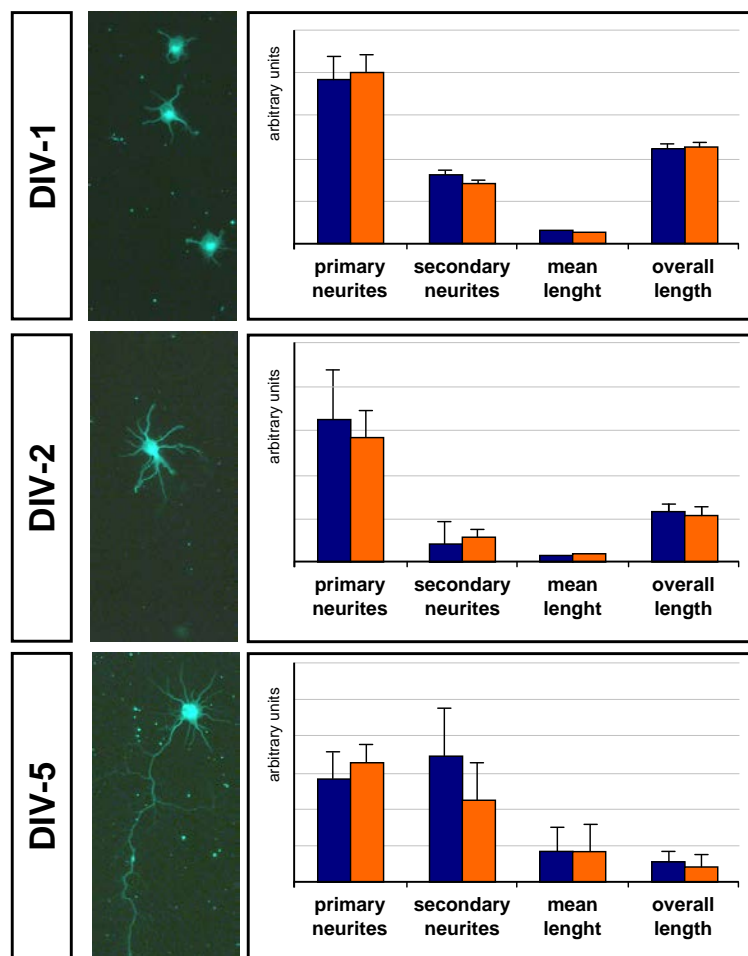 DIV-1
arbitrary units
primary secondary mean overall
neurites neurites lenght length
DIV-2
arbitrary units
primary secondary mean overall
neurites neurites lenght length
DIV-5
arbitrary units
primary secondary mean overall
neurites neurites lenght length